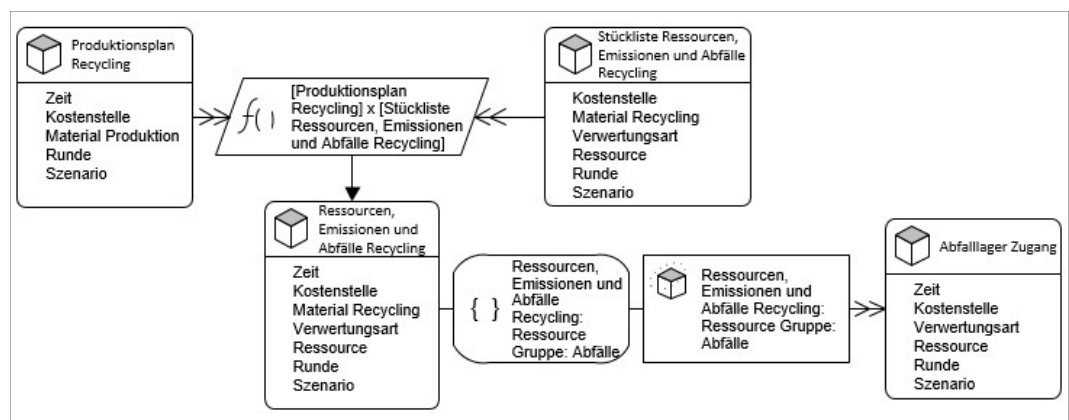 Produktionsplan
Recycling
Zeit
Kostenstelle
Material Produktion
Runde
Szenario
f()
[Produktionsplan
Recycling] x [Stückliste
Ressourcen, Emissionen
und Abfälle Recycling]
Stückliste Ressourcen,
Emissionen und Abfälle
Recycling
Kostenstelle
Material Recycling
Verwertungsart
Ressource
Runde
Szenario
Ressourcen,
Emissionen und
Abfälle Recycling
Zeit
Kostenstelle
Material Recycling
Verwertungsart
Ressource
Runde
Szenario
{ }
Ressourcen,
Emissionen und
Abfälle
Recycling:
Ressource
Gruppe: Abfälle
Ressourcen,
Emissionen und
Abfälle Recycling:
Ressource Gruppe:
Abfälle
Abfalllager Zugang
Zeit
Kostenstelle
Verwertungsart
Ressource
Runde
Szenario